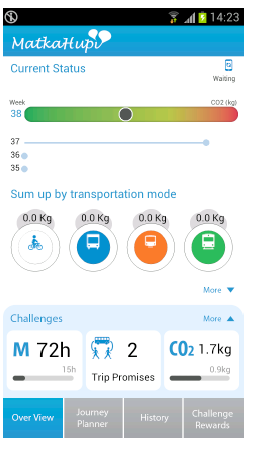 14:23
MatkaHupi
Current Status
Waiting
Week
CO2 (kg)
38
37
36
35
Sum up by transportation mode
0.0 Kg 0.0 Kg 0.0 Kg 0.0 Kg
More
Challenges More
M 72h
15h
2
Trip Promises
CO2 1.7kg
0.9kg
Over View
Journey
Planner
History
Challenge
Rewards